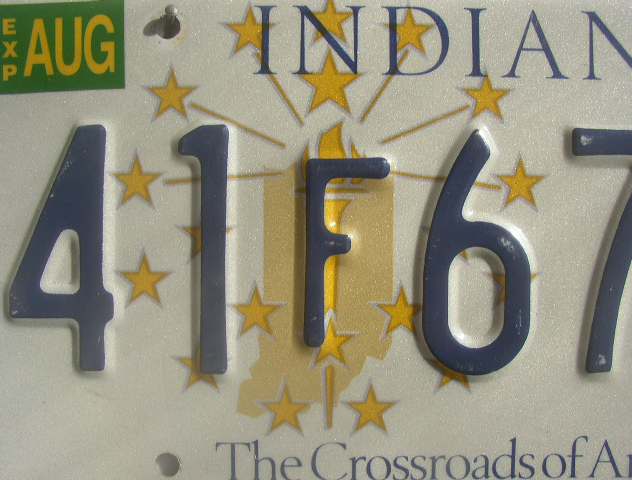 EXP AUG
INDIAN
41F67
The Crossroads of A